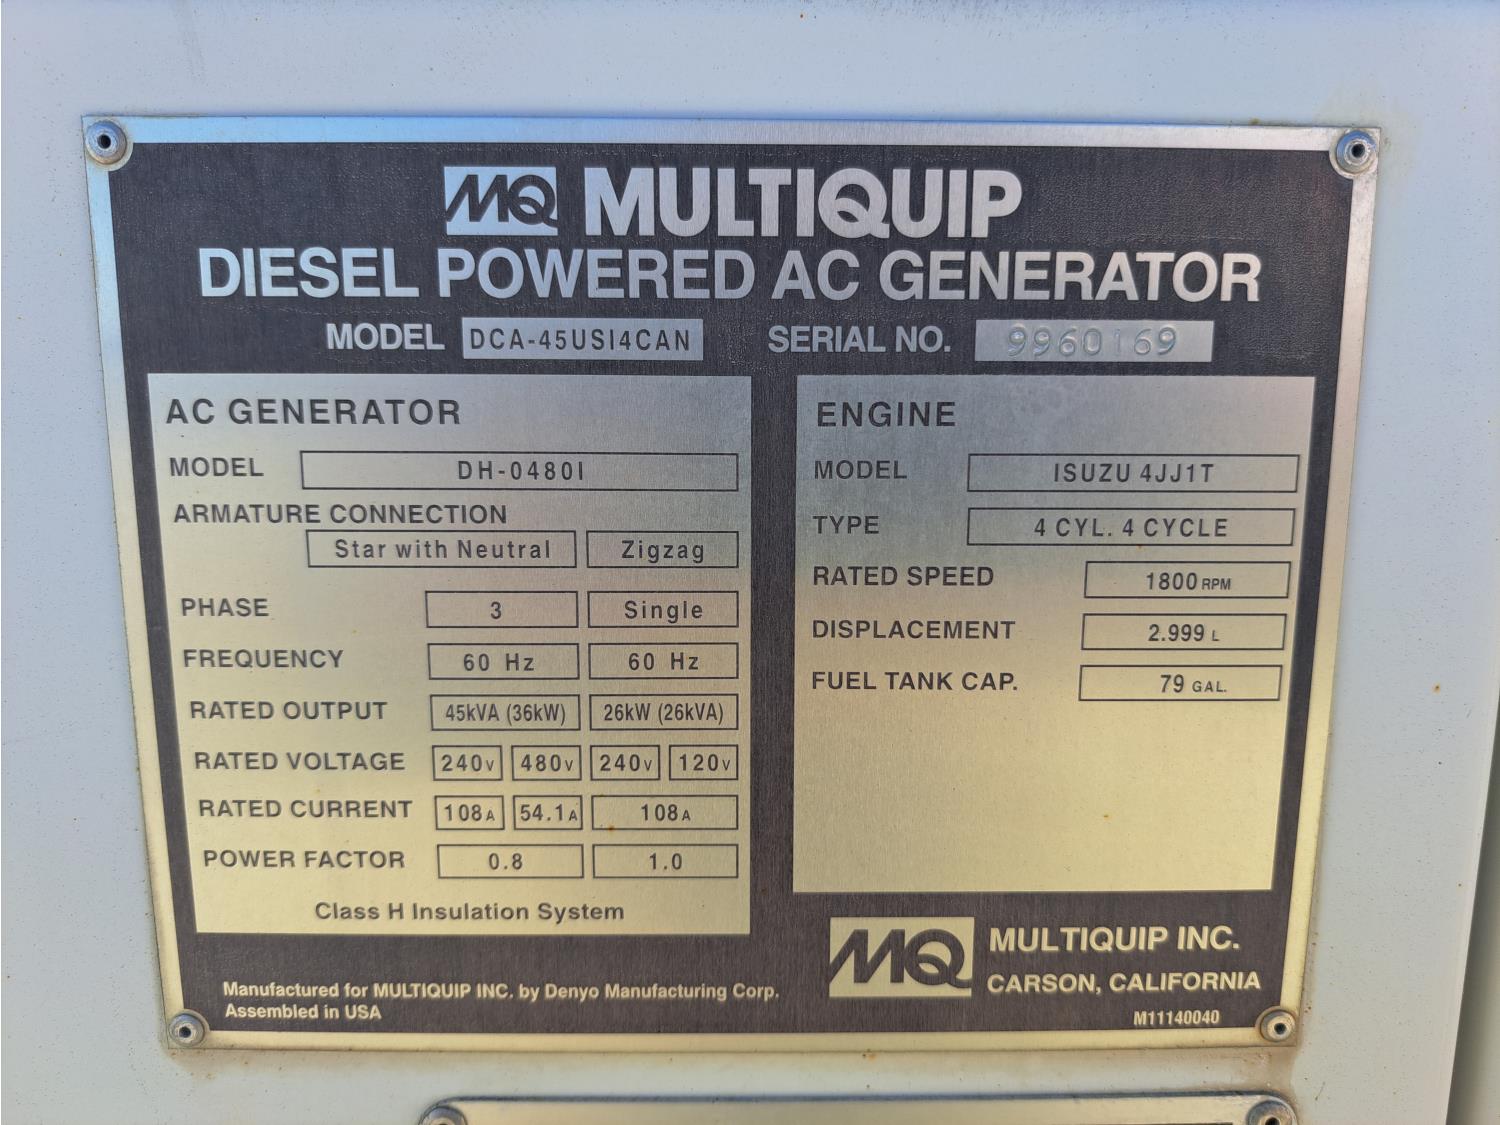 MQ MULTIQUIP
DIESEL POWERED AC GENERATOR
MODEL DCA-45USI4CAN SERIAL NO. 9960169
AC GENERATOR
MODEL DH-0480I
ARMATURE CONNECTION
Star with Neutral Zigzag
PHASE 3 Single
FREQUENCY 60 Hz 60 Hz
RATED OUTPUT 45kVA (36kW) 26kW (26kVA)
RATED VOLTAGE 240V 480V 240V 120V
RATED CURRENT 108A 54.1A 108A
POWER FACTOR 0.8 1.0
Class H Insulation System
ENGINE
MODEL ISUZU 4JJ1T
TYPE 4 CYL. 4 CYCLE
RATED SPEED 1800 RPM
DISPLACEMENT 2.999 L
FUEL TANK CAP. 79 GAL.
Manufactured for MULTIQUIP INC. by Denyo Manufacturing Corp.
Assembled in USA
MQ MULTIQUIP INC.
CARSON, CALIFORNIA
M11140040